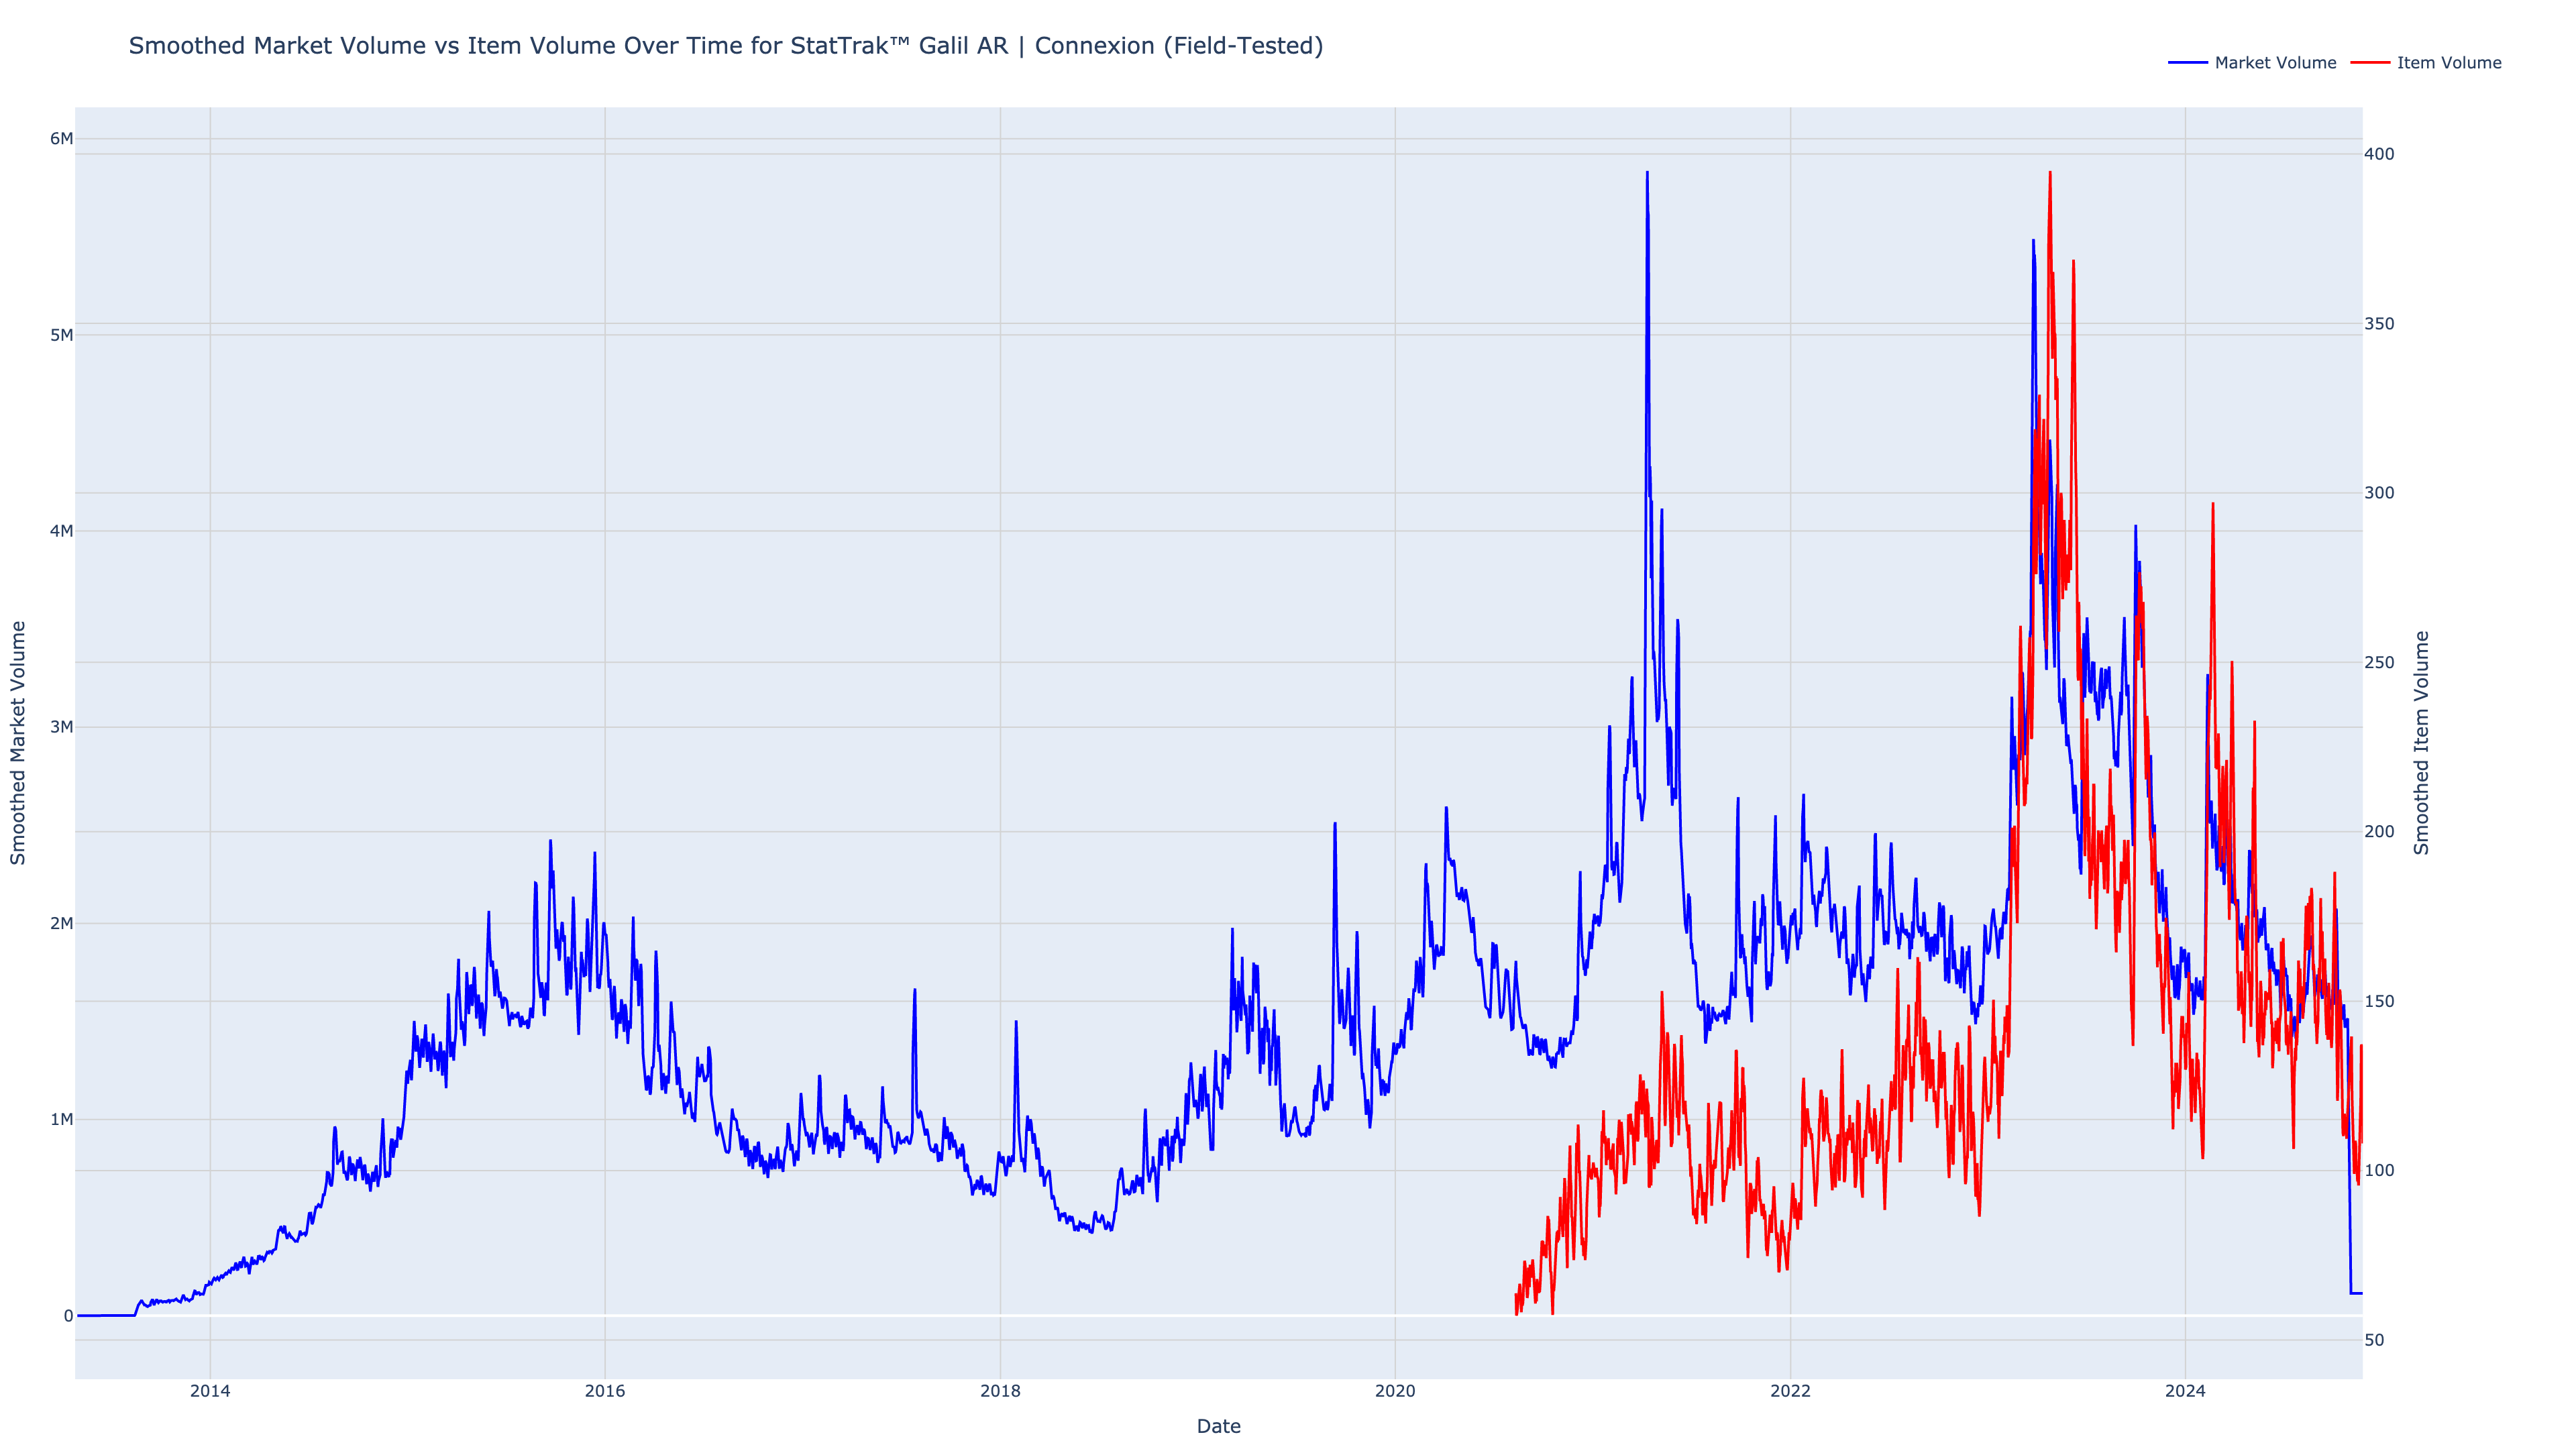 Smoothed Market Volume vs Item Volume Over Time for StatTrak™ Galil AR | Connexion (Field-Tested)
Market Volume
Item Volume
6M
5M
4M
3M
2M
1M
0
Smoothed Market Volume
400
350
300
250
200
150
100
50
Smoothed Item Volume
2014
2016
2018
2020
2022
2024
Date